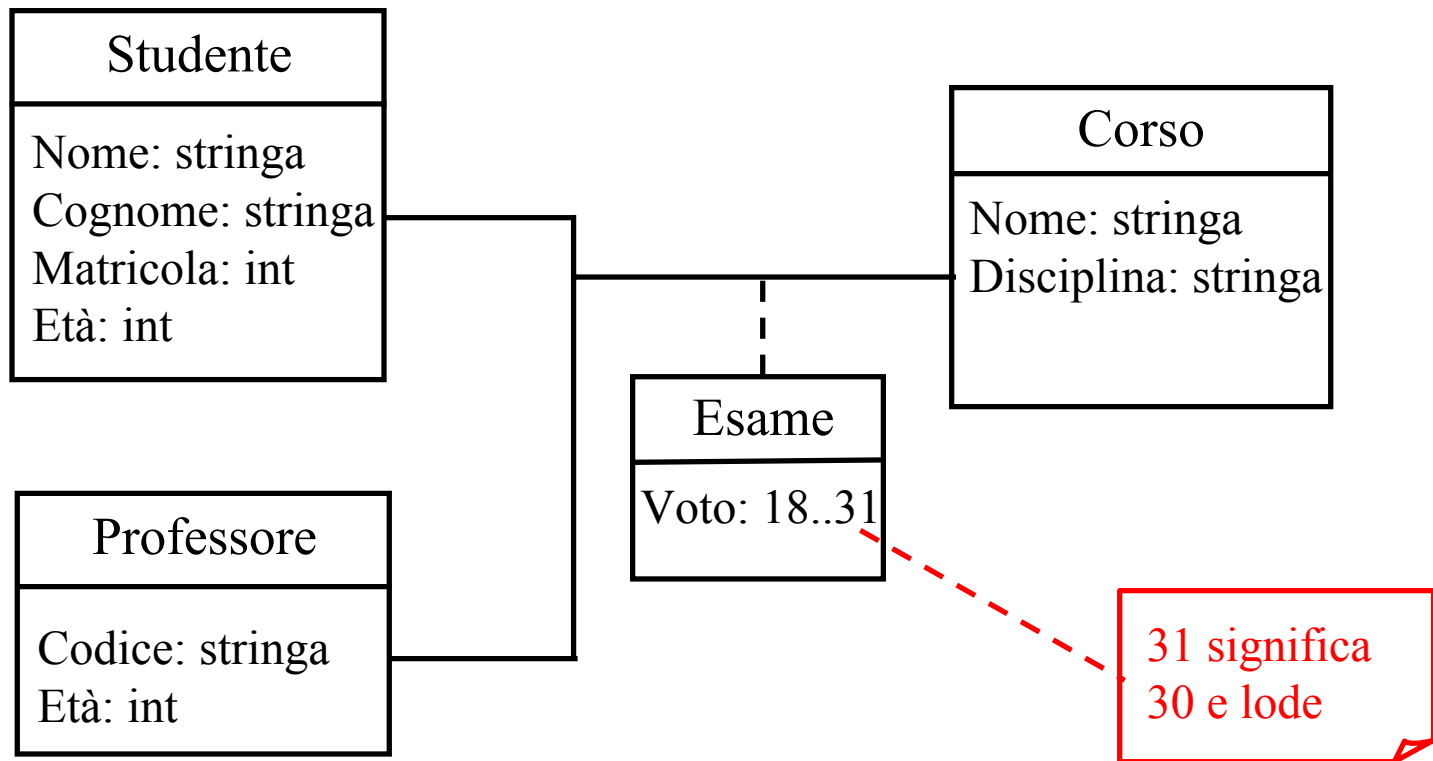 Studente
Nome: stringa
Cognome: stringa
Matricola: int
Età: int
Corso
Nome: stringa
Disciplina: stringa
Esame
Voto: 18..31
Professore
Codice: stringa
Età: int
31 significa
30 e lode